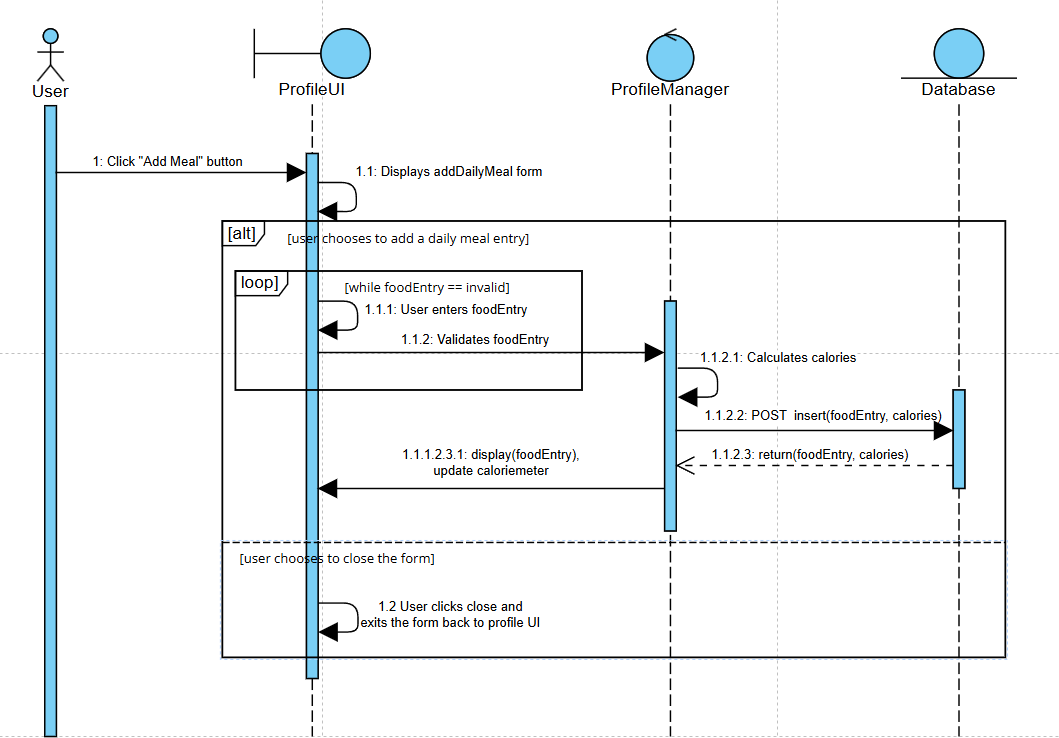 User
ProfileUI
ProfileManager
Database
1: Click "Add Meal" button
1.1: Displays addDailyMeal form
[alt]
[user chooses to add a daily meal entry]
loop]
[while foodEntry == invalid]
1.1.1: User enters foodEntry
1.1.2: Validates foodEntry
1.1.2.1: Calculates calories
1.1.2.2: POST insert(foodEntry, calories)
1.1.2.3: return(foodEntry, calories)
1.1.1.2.3.1: display(foodEntry),
update caloriemeter
[user chooses to close the form]
1.2 User clicks close and
exits the form back to profile UI